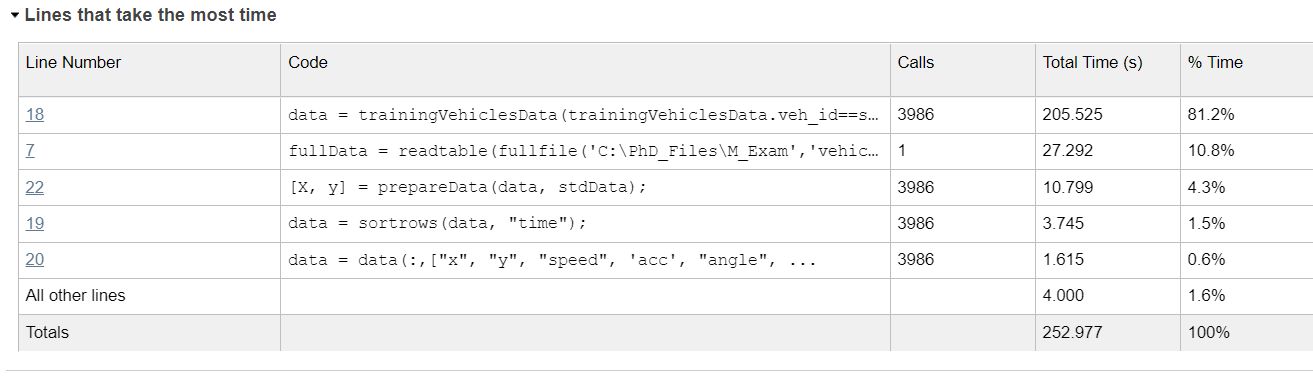 Lines that take the most time
Line Number Code Calls Total Time (s) % Time
18 data = trainingVehiclesData(trainingVehiclesData.veh_id==s… 3986 205.525 81.2%
7 fullData = readtable(fullfile('C:\PhD_Files\M_Exam','vehic… 1 27.292 10.8%
22 [X, y] = prepareData(data, stdData); 3986 10.799 4.3%
19 data = sortrows(data, "time"); 3986 3.745 1.5%
20 data = data(:,["x", "y", "speed", 'acc', "angle", ... 3986 1.615 0.6%
All other lines 4.000 1.6%
Totals 252.977 100%